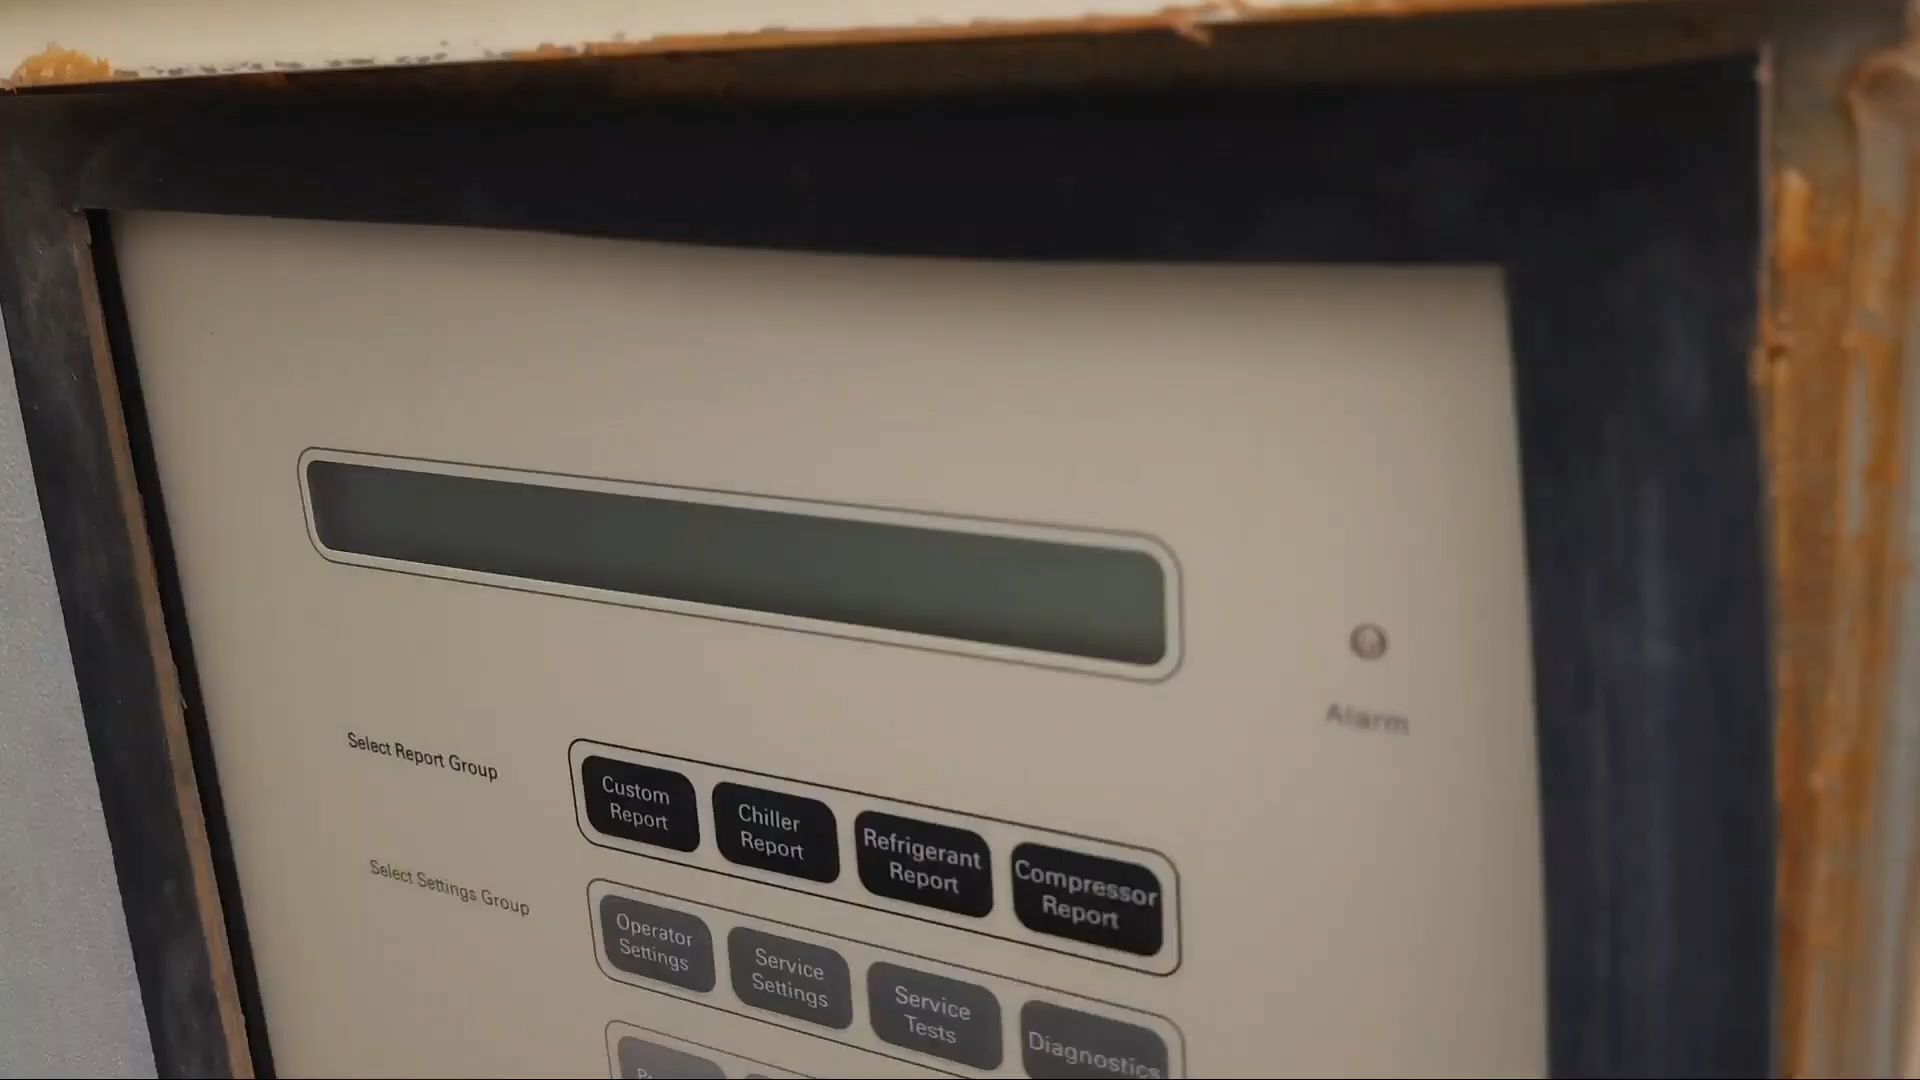 Alarm
Select Report Group
Custom
Report
Chiller
Report
Refrigerant
Report
Compressor
Report
Select Settings Group
Operator
Settings
Service
Settings
Service
Tests
Diagnostics